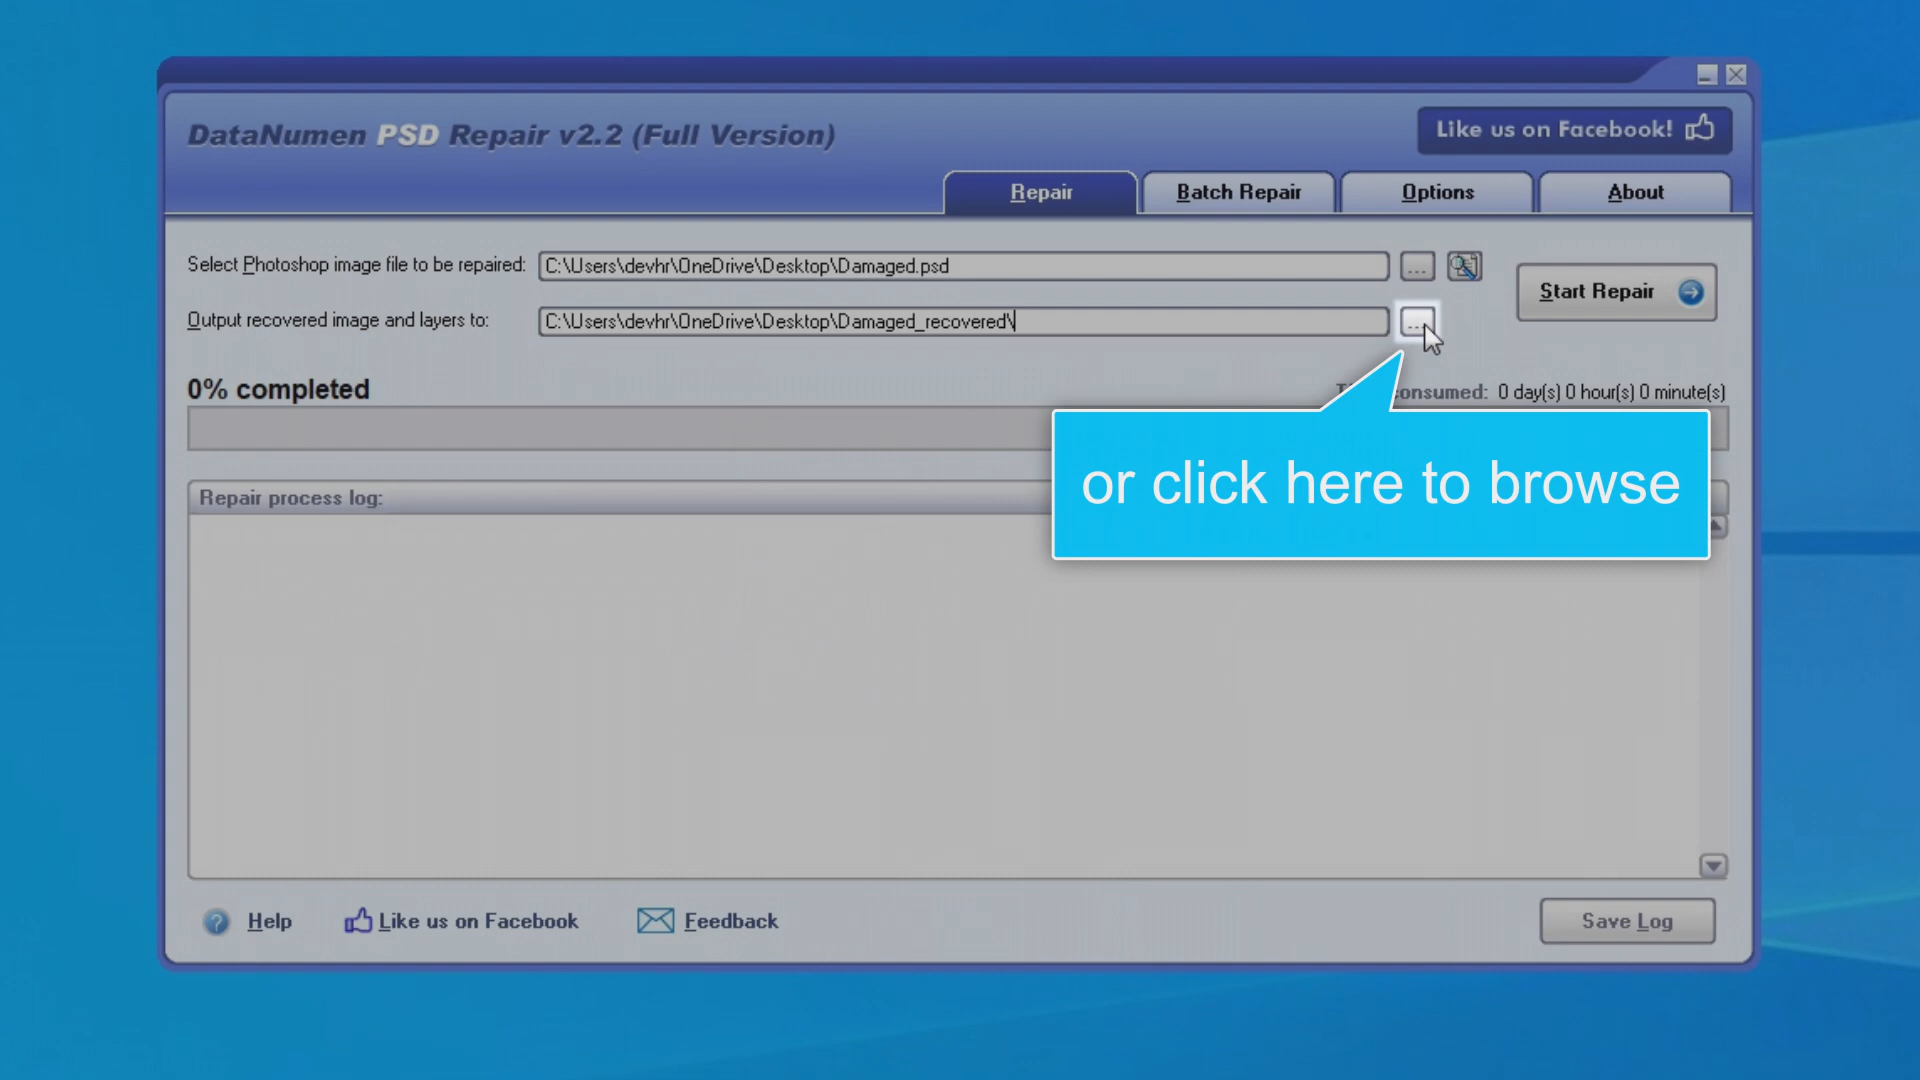 DataNumen PSD Repair v2.2 (Full Version)
Like us on Facebook!
Repair
Batch Repair
Options
About
Select Photoshop image file to be repaired:
C:\Users\devhr\OneDrive\Desktop\Damaged.psd
...
Start Repair
Output recovered image and layers to:
C:\Users\devhr\OneDrive\Desktop\Damaged_recovered\
...
0% completed
consumed: 0 day(s) 0 hour(s) 0 minute(s)
or click here to browse
Repair process log:
Help
Like us on Facebook
Feedback
Save Log